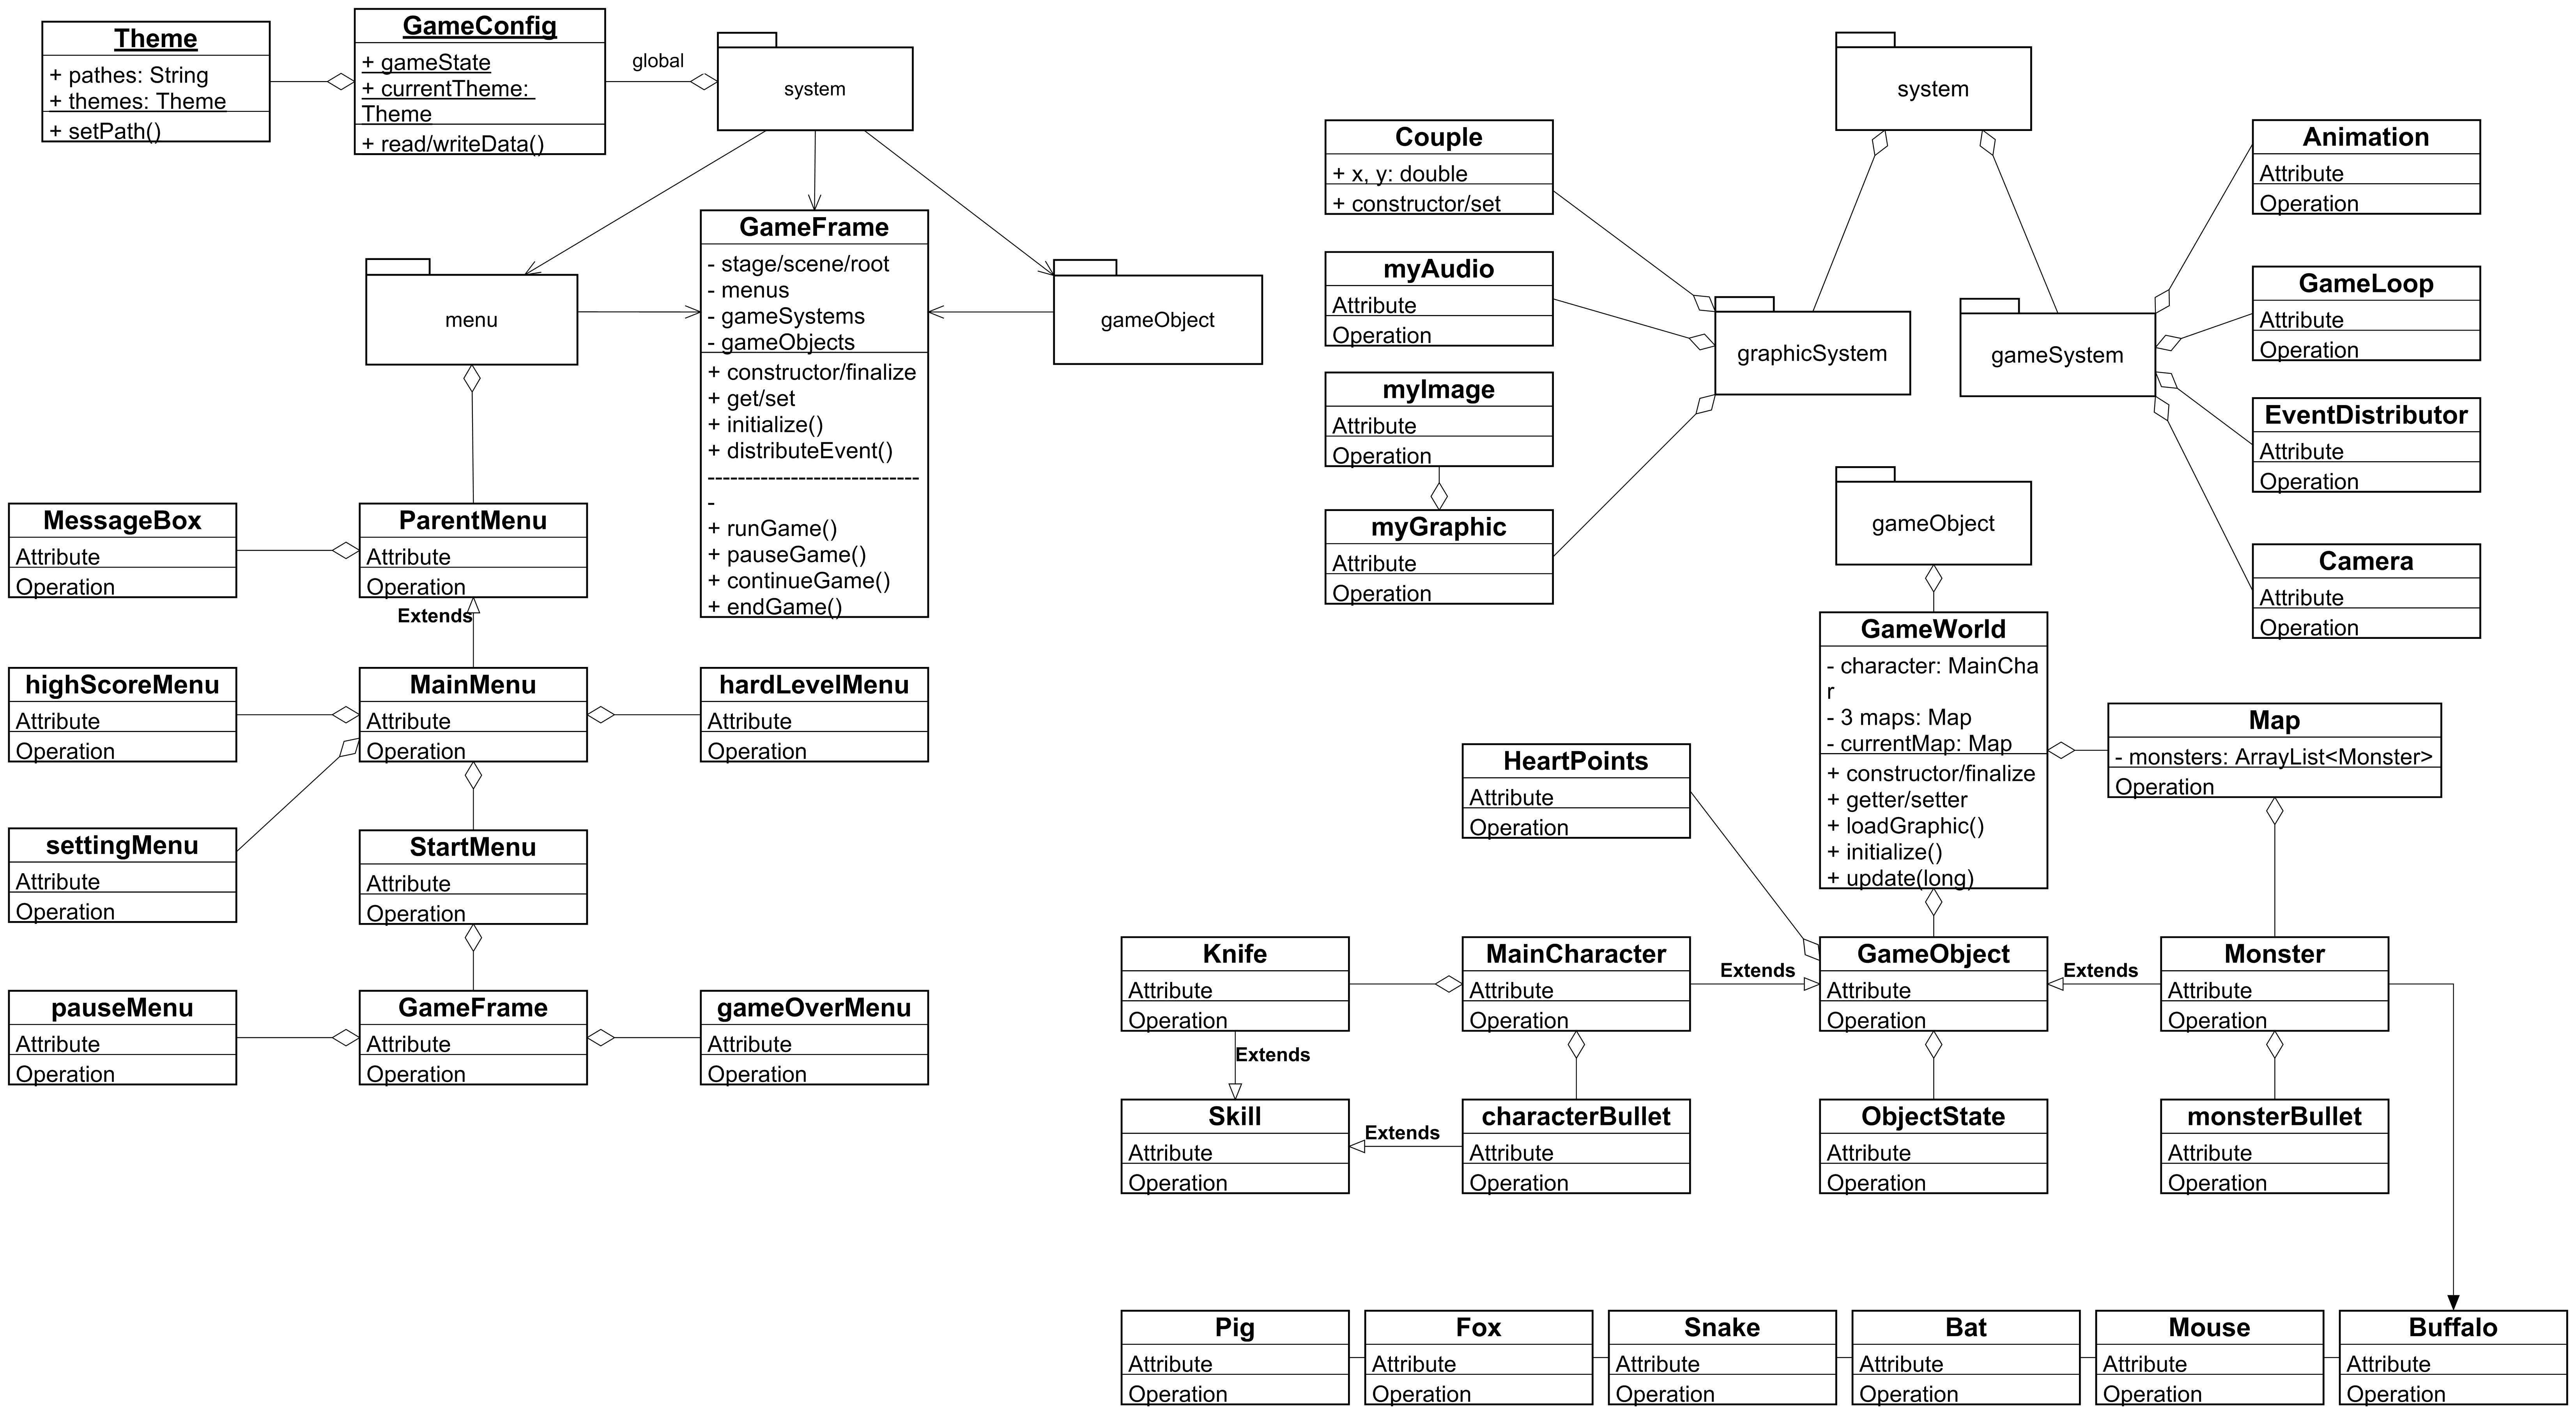 Theme
+ pathes: String
+ themes: Theme
+ setPath()
GameConfig
+ gameState
+ currentTheme:
Theme
+ read/writeData()
global
system
menu
GameFrame
- stage/scene/root
- menus
- gameSystems
- gameObjects
+ constructor/finalize
+ get/set
+ initialize()
+ distributeEvent()
----------------------------
-
+ runGame()
+ pauseGame()
+ continueGame()
+ endGame()
gameObject
MessageBox
Attribute
Operation
ParentMenu
Attribute
Operation
Extends
highScoreMenu
Attribute
Operation
MainMenu
Attribute
Operation
hardLevelMenu
Attribute
Operation
settingMenu
Attribute
Operation
StartMenu
Attribute
Operation
pauseMenu
Attribute
Operation
GameFrame
Attribute
Operation
gameOverMenu
Attribute
Operation
system
Couple
+ x, y: double
+ constructor/set
myAudio
Attribute
Operation
myImage
Attribute
Operation
myGraphic
Attribute
Operation
graphicSystem
gameSystem
Animation
Attribute
Operation
GameLoop
Attribute
Operation
EventDistributor
Attribute
Operation
Camera
Attribute
Operation
gameObject
GameWorld
- character: MainCha
r
- 3 maps: Map
- currentMap: Map
+ constructor/finalize
+ getter/setter
+ loadGraphic()
+ initialize()
+ update(long)
Map
- monsters: ArrayList<Monster>
Operation
HeartPoints
Attribute
Operation
Knife
Attribute
Operation
MainCharacter
Attribute
Operation
Extends
GameObject
Attribute
Operation
Extends
Monster
Attribute
Operation
Extends
Skill
Attribute
Operation
Extends
characterBullet
Attribute
Operation
ObjectState
Attribute
Operation
monsterBullet
Attribute
Operation
Pig
Attribute
Operation
Fox
Attribute
Operation
Snake
Attribute
Operation
Bat
Attribute
Operation
Mouse
Attribute
Operation
Buffalo
Attribute
Operation